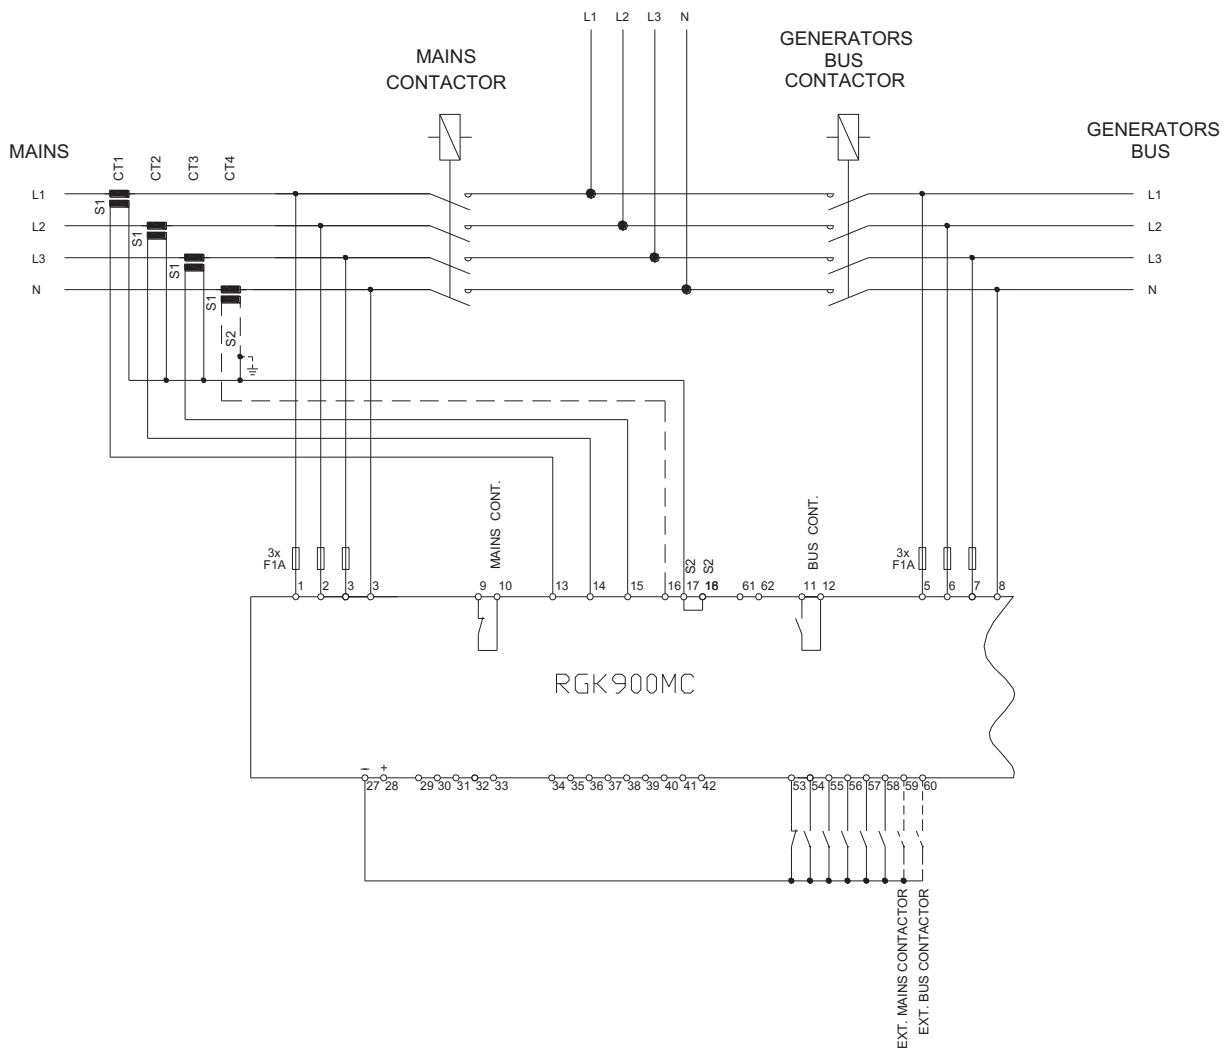 L1 L2 L3 N
MAINS
CONTACTOR
GENERATORS
BUS
CONTACTOR
MAINS
GENERATORS
BUS
CT1
CT2
CT3
CT4
L1
L2
L3
N
S1
S1
S1
S1
S2
L1
L2
L3
N
MAINS CONT.
S2
S2
BUS CONT.
3x
F1A
3x
F1A
1 2 3 3 9 10 13 14 15 16 17 18 61 62 11 12 5 6 7 8
RGK900MC
– +
27 28 29 30 31 32 33 34 35 36 37 38 39 40 41 42 53 54 55 56 57 58 59 60
EXT. MAINS CONTACTOR
EXT. BUS CONTACTOR